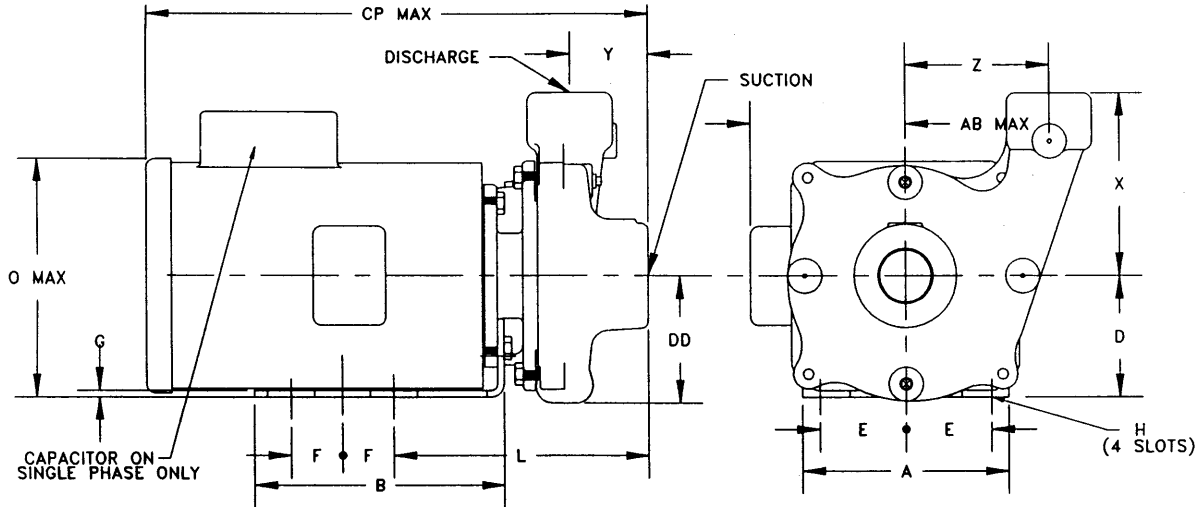 CP MAX
DISCHARGE
Y
SUCTION
Z
AB MAX
X
O MAX
G
DD
D
CAPACITOR ON
SINGLE PHASE ONLY
F F
L
B
E E
H
(4 SLOTS)
A